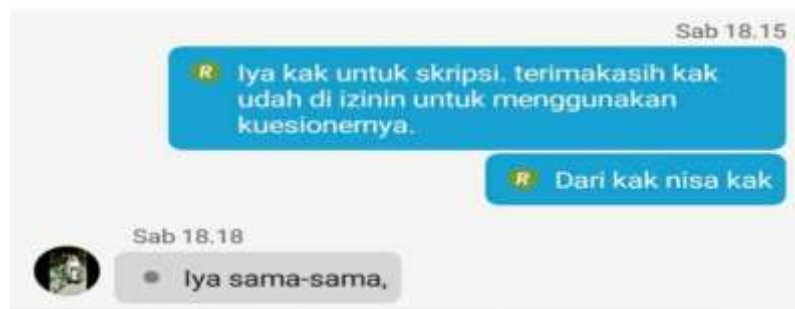 Sab 18.15
R Iya kak untuk skripsi. terimakasih kak
udah di izinin untuk menggunakan
kuesionernya.
R Dari kak nisa kak
Sab 18.18
Iya sama-sama,